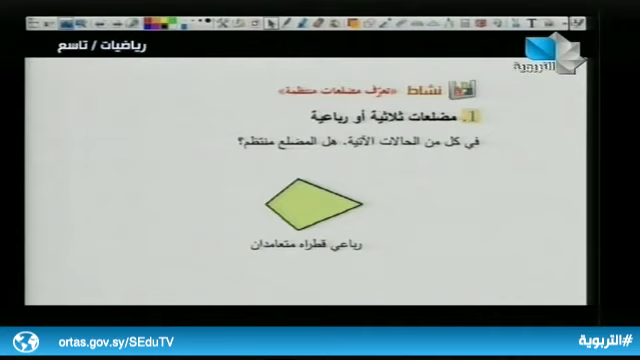 رياضيات / تاسع
التربوية
نشاط «تعرّف مضلعات منتظمة»
1. مضلعات ثلاثية أو رباعية
في كل من الحالات الآتية، هل المضلع منتظم؟
رباعي قطراه متعامدان
ortas.gov.sy/SEduTV
#التربوية